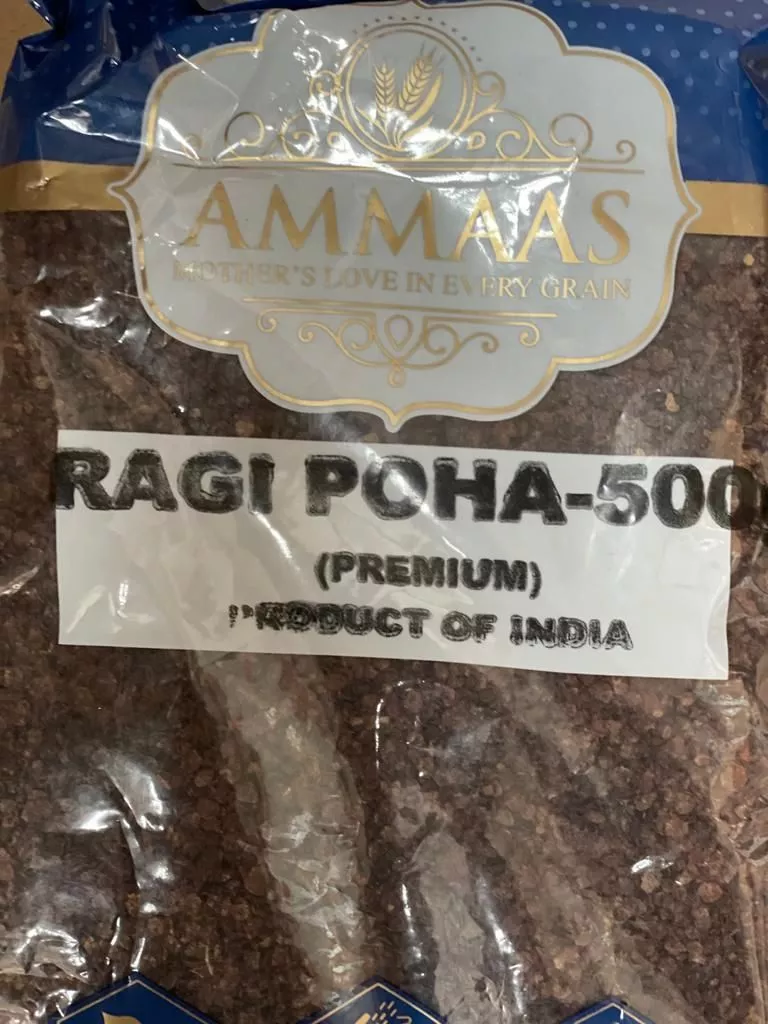 AMMAAS
MOTHER'S LOVE IN EVERY GRAIN
RAGI POHA-500
(PREMIUM)
PRODUCT OF INDIA